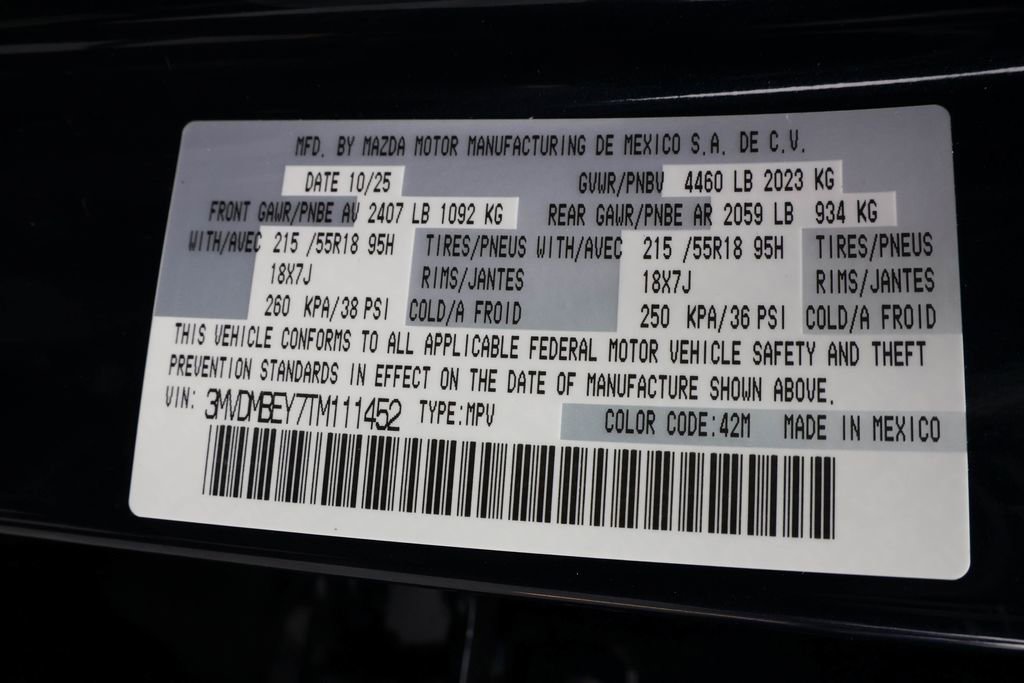 MFD. BY MAZDA MOTOR MANUFACTURING DE MEXICO S.A. DE C.V.
DATE 10/25 GVWR/PNBV 4460 LB 2023 KG
FRONT GAWR/PNBE AV 2407 LB 1092 KG REAR GAWR/PNBE AR 2059 LB 934 KG
WITH/AVEC 215 /55R18 95H TIRES/PNEUS WITH/AVEC 215 /55R18 95H TIRES/PNEUS
18X7J RIMS/JANTES 18X7J RIMS/JANTES
260 KPA/38 PSI COLD/A FROID 250 KPA/36 PSI COLD/A FROID
THIS VEHICLE CONFORMS TO ALL APPLICABLE FEDERAL MOTOR VEHICLE SAFETY AND THEFT
PREVENTION STANDARDS IN EFFECT ON THE DATE OF MANUFACTURE SHOWN ABOVE.
VIN: 3MVDMBEY7TM111452 TYPE:MPV COLOR CODE:42M MADE IN MEXICO